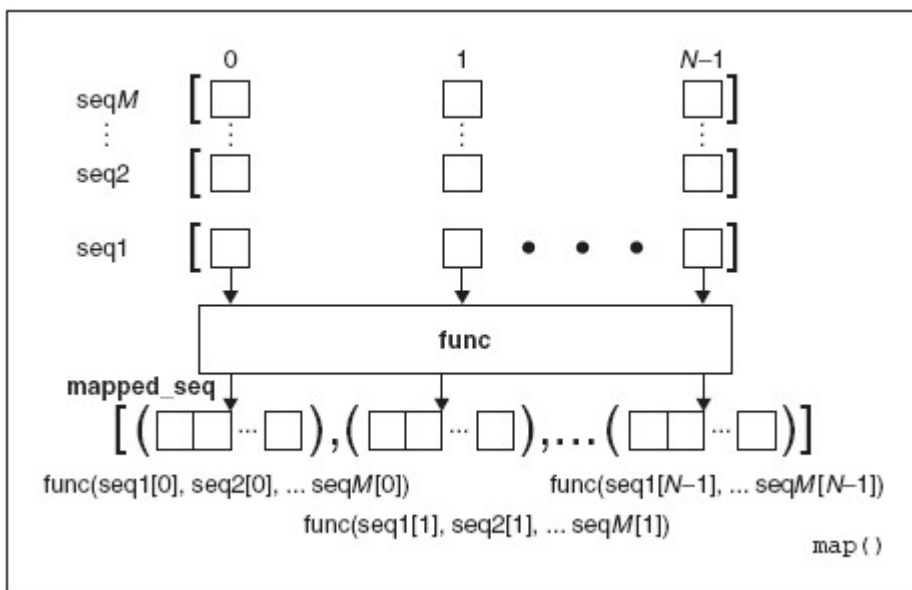 0 1 N–1
seqM
seq2
seq1
func
mapped_seq
[( ... ),( ... ),...( ... )]
func(seq1[0], seq2[0], ... seqM[0]) func(seq1[N–1], ... seqM[N–1])
func(seq1[1], seq2[1], ... seqM[1])
map()